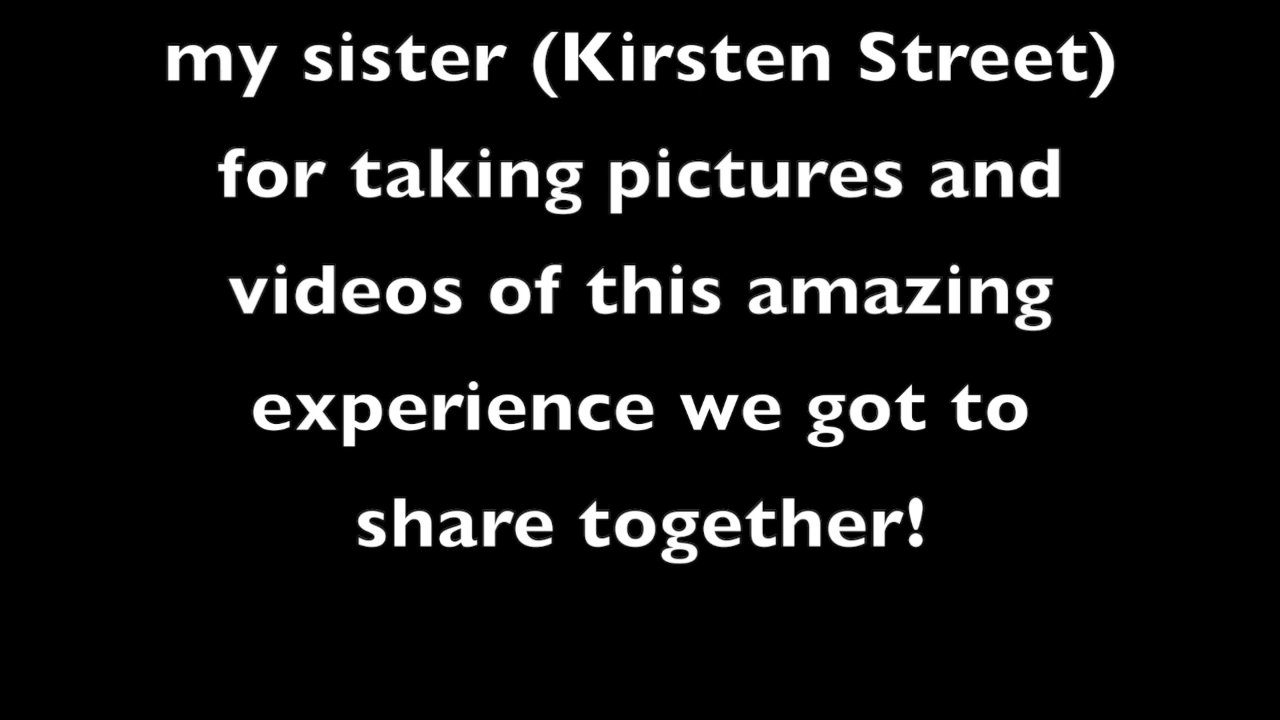 my sister (Kirsten Street)
for taking pictures and
videos of this amazing
experience we got to
share together!